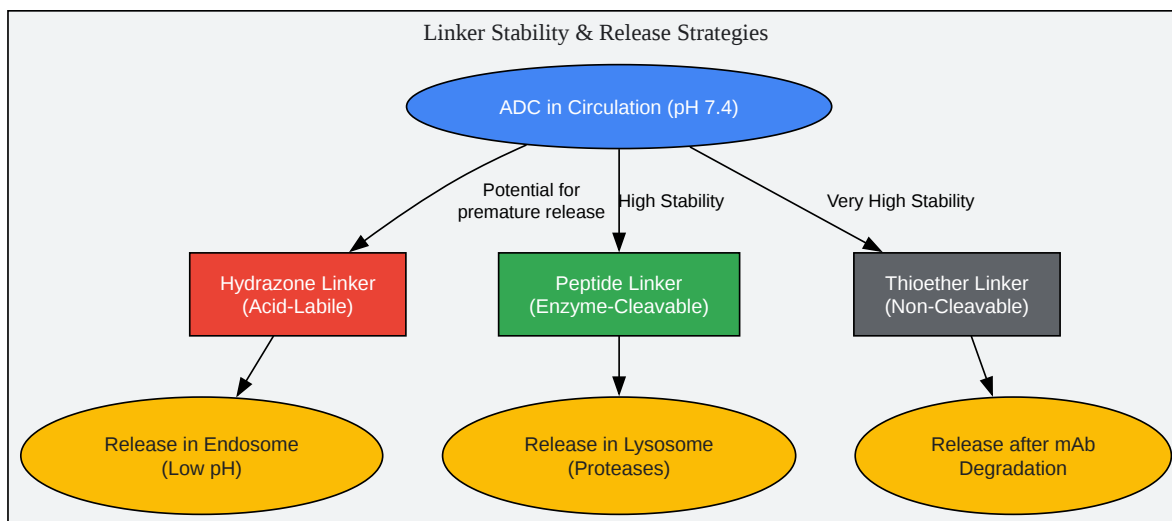 Linker Stability & Release Strategies
ADC in Circulation (pH 7.4)
Potential for
premature release
High Stability
Very High Stability
Hydrazone Linker
(Acid-Labile)
Peptide Linker
(Enzyme-Cleavable)
Thioether Linker
(Non-Cleavable)
Release in Endosome
(Low pH)
Release in Lysosome
(Proteases)
Release after mAb
Degradation